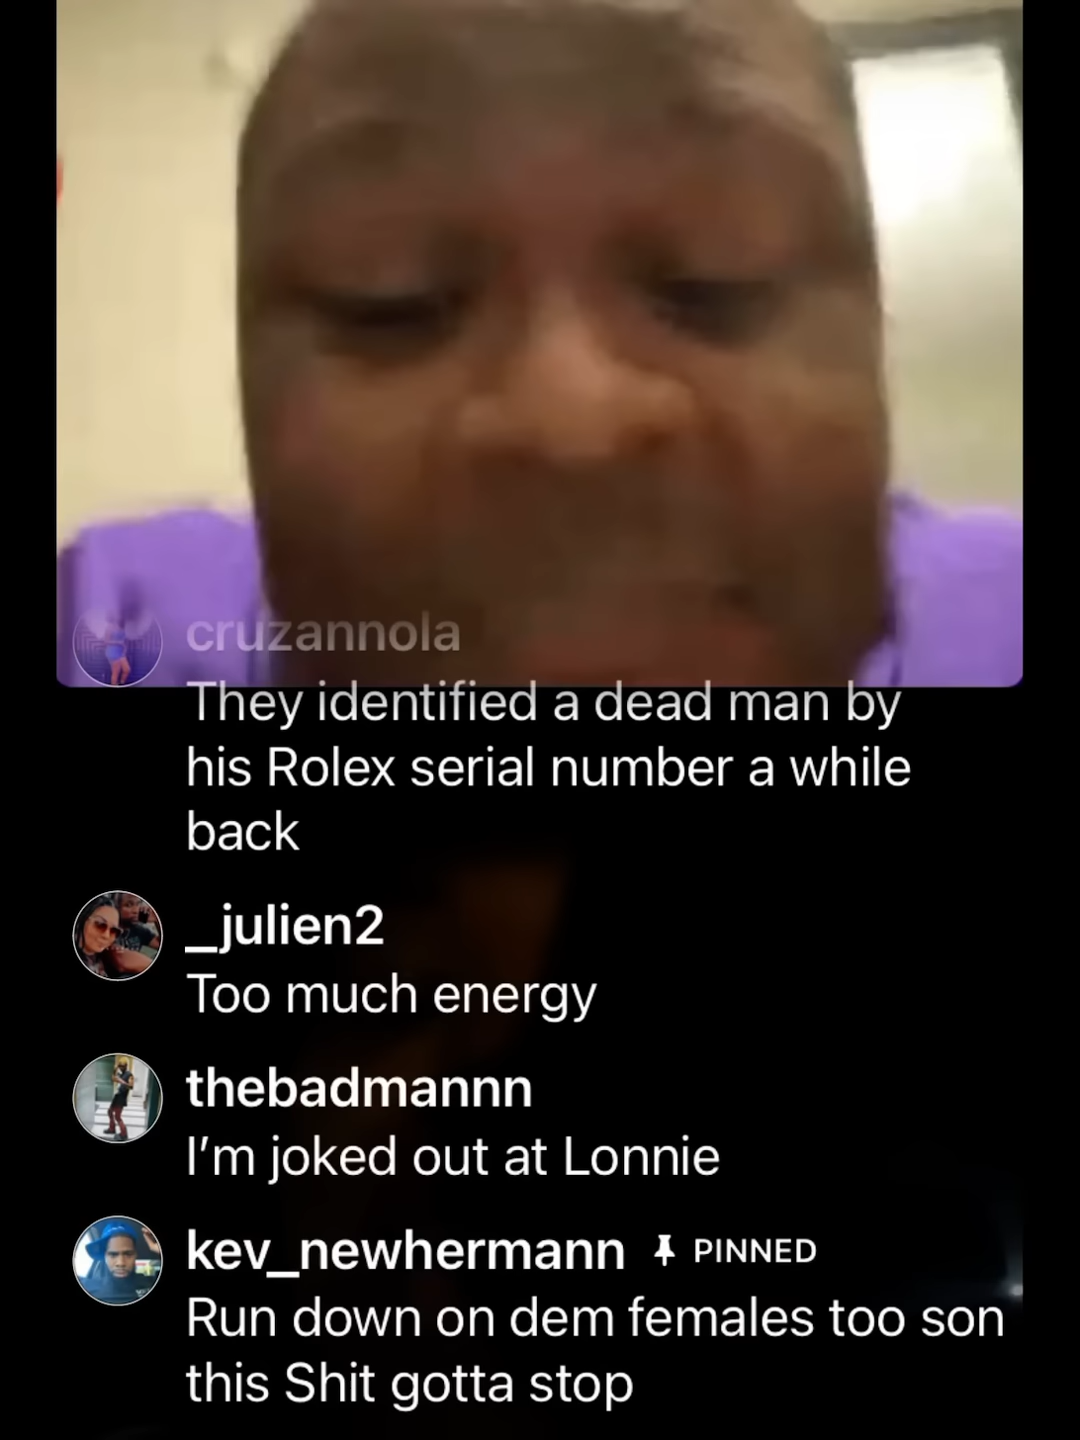 cruzannola
They identified a dead man by
his Rolex serial number a while
back
_julien2
Too much energy
thebadmannn
I'm joked out at Lonnie
kev_newhermann PINNED
Run down on dem females too son
this Shit gotta stop